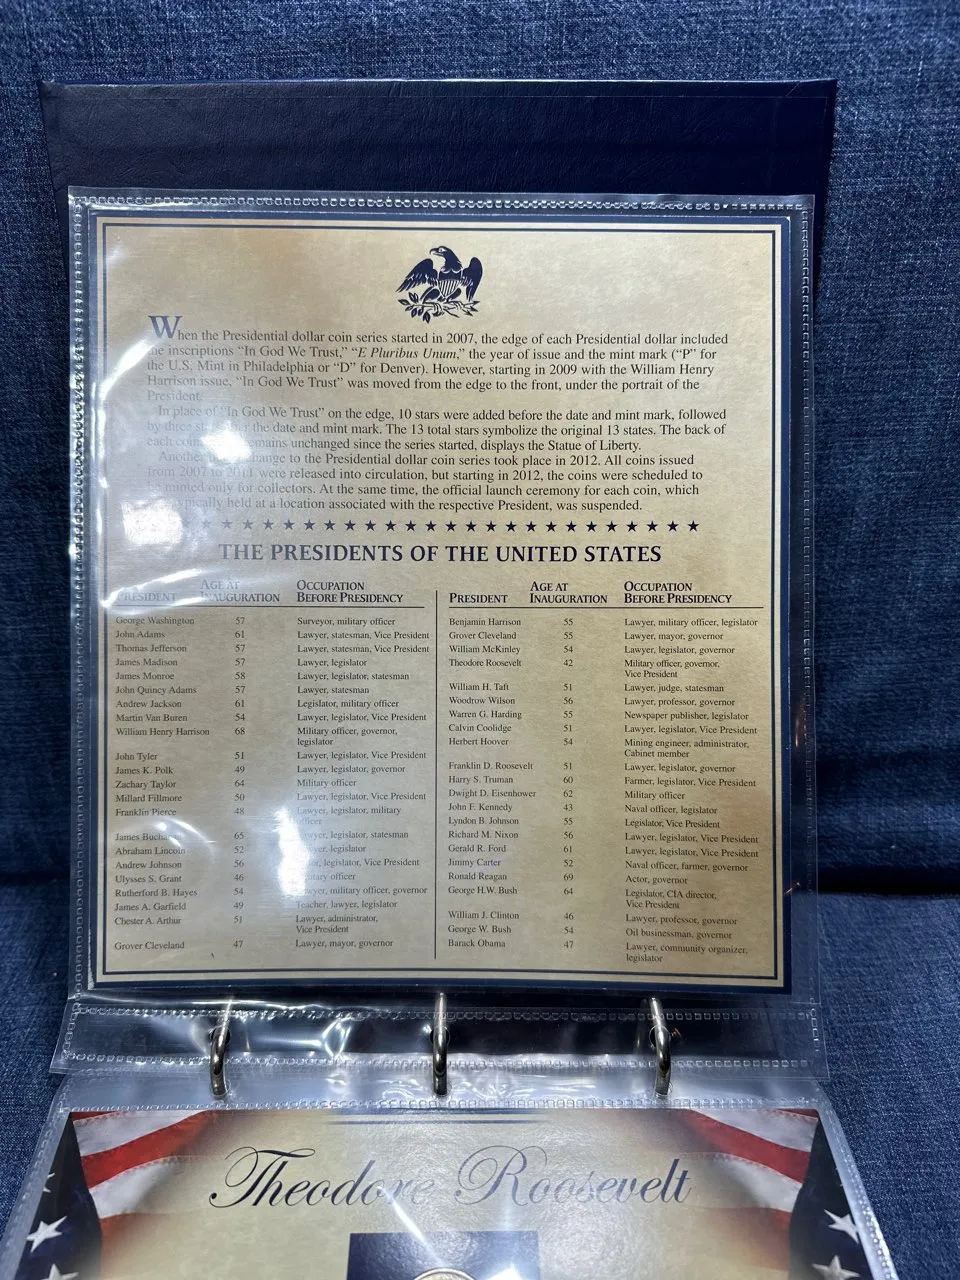 When the Presidential dollar coin series started in 2007, the edge of each Presidential dollar included
the inscriptions “In God We Trust,” “E Pluribus Unum,” the year of issue and the mint mark (“P” for
the U.S. Mint in Philadelphia or “D” for Denver). However, starting in 2009 with the William Henry
Harrison issue, “In God We Trust” was moved from the edge to the front, under the portrait of the
President.
In place of “In God We Trust” on the edge, 10 stars were added before the date and mint mark, followed
by three the date and mint mark. The 13 total stars symbolize the original 13 states. The back of
each remains unchanged since the series started, displays the Statue of Liberty.
Another change to the Presidential dollar coin series took place in 2012. All coins issued
from 2007 to 2011 were released into circulation, but starting in 2012, the coins were scheduled to
be minted only for collectors. At the same time, the official launch ceremony for each coin, which
held at a location associated with the respective President, was suspended.
THE PRESIDENTS OF THE UNITED STATES
PRESIDENT AGE AT INAUGURATION OCCUPATION BEFORE PRESIDENCY
George Washington 57 Surveyor, military officer
John Adams 61 Lawyer, statesman, Vice President
Thomas Jefferson 57 Lawyer, statesman, Vice President
James Madison 57 Lawyer, legislator
James Monroe 58 Lawyer, legislator, statesman
John Quincy Adams 57 Lawyer, statesman
Andrew Jackson 61 Legislator, military officer
Martin Van Buren 54 Lawyer, legislator, Vice President
William Henry Harrison 68 Military officer, governor,
legislator
John Tyler 51 Lawyer, legislator, Vice President
James K. Polk 49 Lawyer, legislator, governor
Zachary Taylor 64 Military officer
Millard Fillmore 50 Lawyer, legislator, Vice President
Franklin Pierce 48 Lawyer, legislator, military
officer
James Buchanan 65 Lawyer, legislator, statesman
Abraham Lincoln 52 Lawyer, legislator
Andrew Johnson 56 legislator, Vice President
Ulysses S. Grant 46 Military officer
Rutherford B. Hayes 54 Lawyer, military officer, governor
James A. Garfield 49 Teacher, lawyer, legislator
Chester A. Arthur 51 Lawyer, administrator,
Vice President
Grover Cleveland 47 Lawyer, mayor, governor
PRESIDENT AGE AT INAUGURATION OCCUPATION BEFORE PRESIDENCY
Benjamin Harrison 55 Lawyer, military officer, legislator
Grover Cleveland 55 Lawyer, mayor, governor
William McKinley 54 Lawyer, legislator, governor
Theodore Roosevelt 42 Military officer, governor,
Vice President
William H. Taft 51 Lawyer, judge, statesman
Woodrow Wilson 56 Lawyer, professor, governor
Warren G. Harding 55 Newspaper publisher, legislator
Calvin Coolidge 51 Lawyer, legislator, Vice President
Herbert Hoover 54 Mining engineer, administrator,
Cabinet member
Franklin D. Roosevelt 51 Lawyer, legislator, governor
Harry S. Truman 60 Farmer, legislator, Vice President
Dwight D. Eisenhower 62 Military officer
John F. Kennedy 43 Naval officer, legislator
Lyndon B. Johnson 55 Legislator, Vice President
Richard M. Nixon 56 Lawyer, legislator, Vice President
Gerald R. Ford 61 Lawyer, legislator, Vice President
Jimmy Carter 52 Naval officer, farmer, governor
Ronald Reagan 69 Actor, governor
George H.W. Bush 64 Legislator, CIA director,
Vice President
William J. Clinton 46 Lawyer, professor, governor
George W. Bush 54 Oil businessman, governor
Barack Obama 47 Lawyer, community organizer,
legislator
Theodore Roosevelt